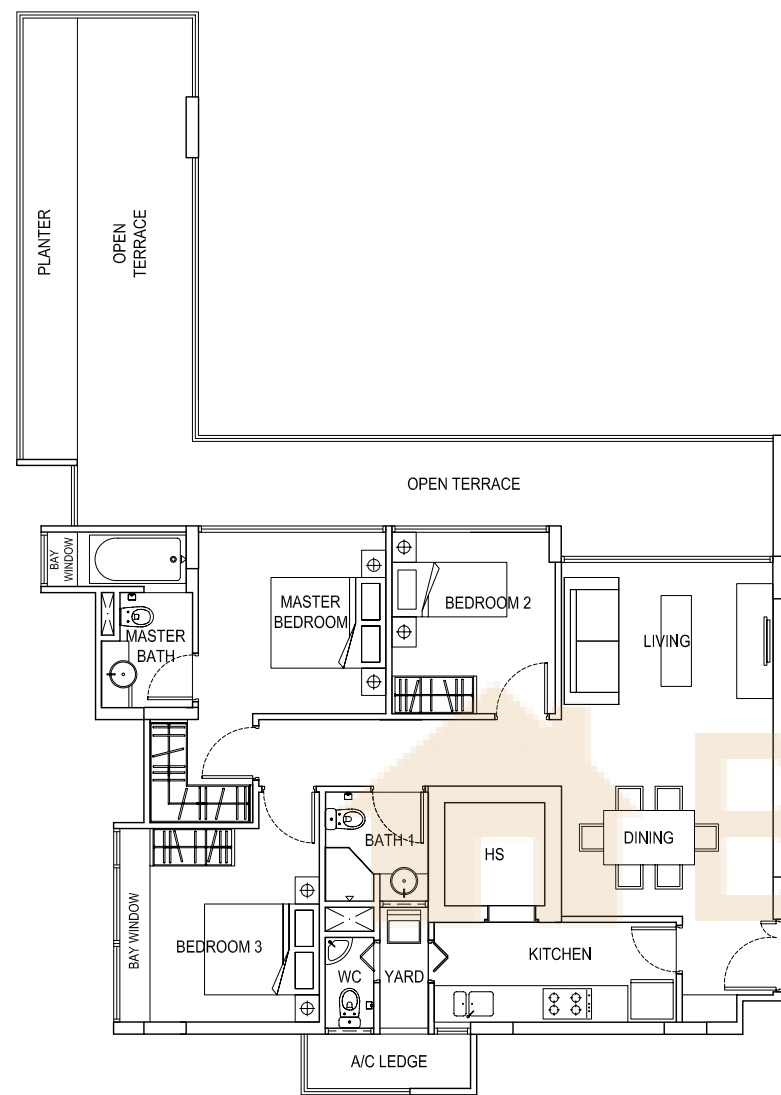 PLANTER
OPEN
TERRACE
OPEN TERRACE
BAY
WINDOW
MASTER
BATH
MASTER
BEDROOM
BEDROOM 2
LIVING
BATH 1
HS
DINING
BAY WINDOW
BEDROOM 3
WC
YARD
KITCHEN
A/C LEDGE
E